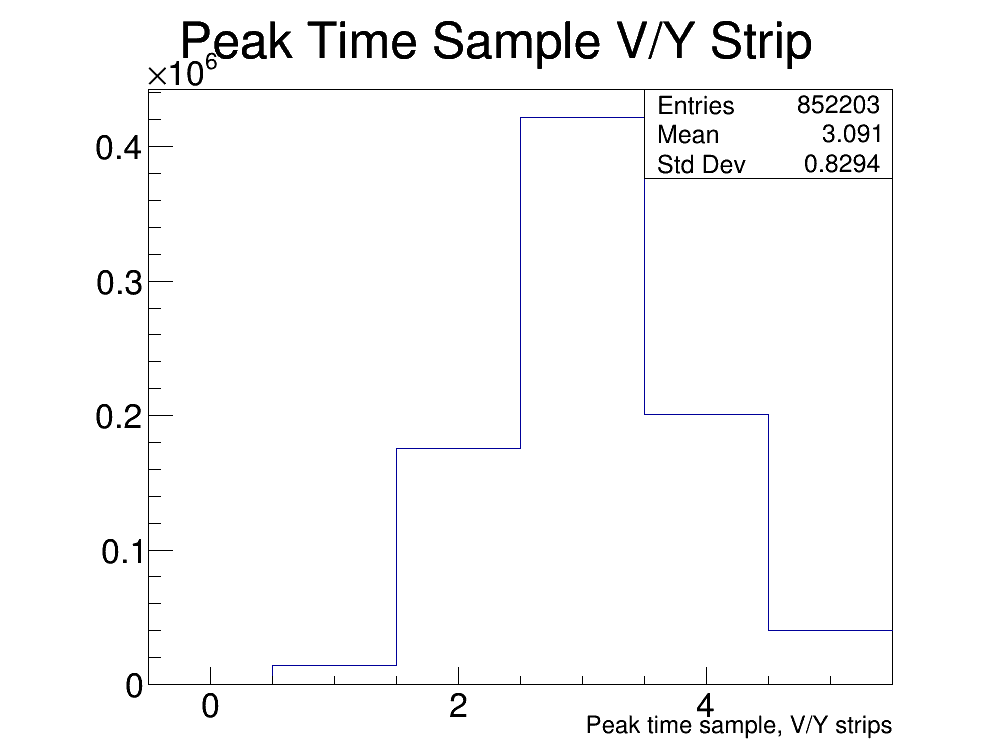 Peak Time Sample V/Y Strip
×10⁶
Entries 852203
Mean 3.091
Std Dev 0.8294
0.4
0.3
0.2
0.1
0
0 2 4
Peak time sample, V/Y strips